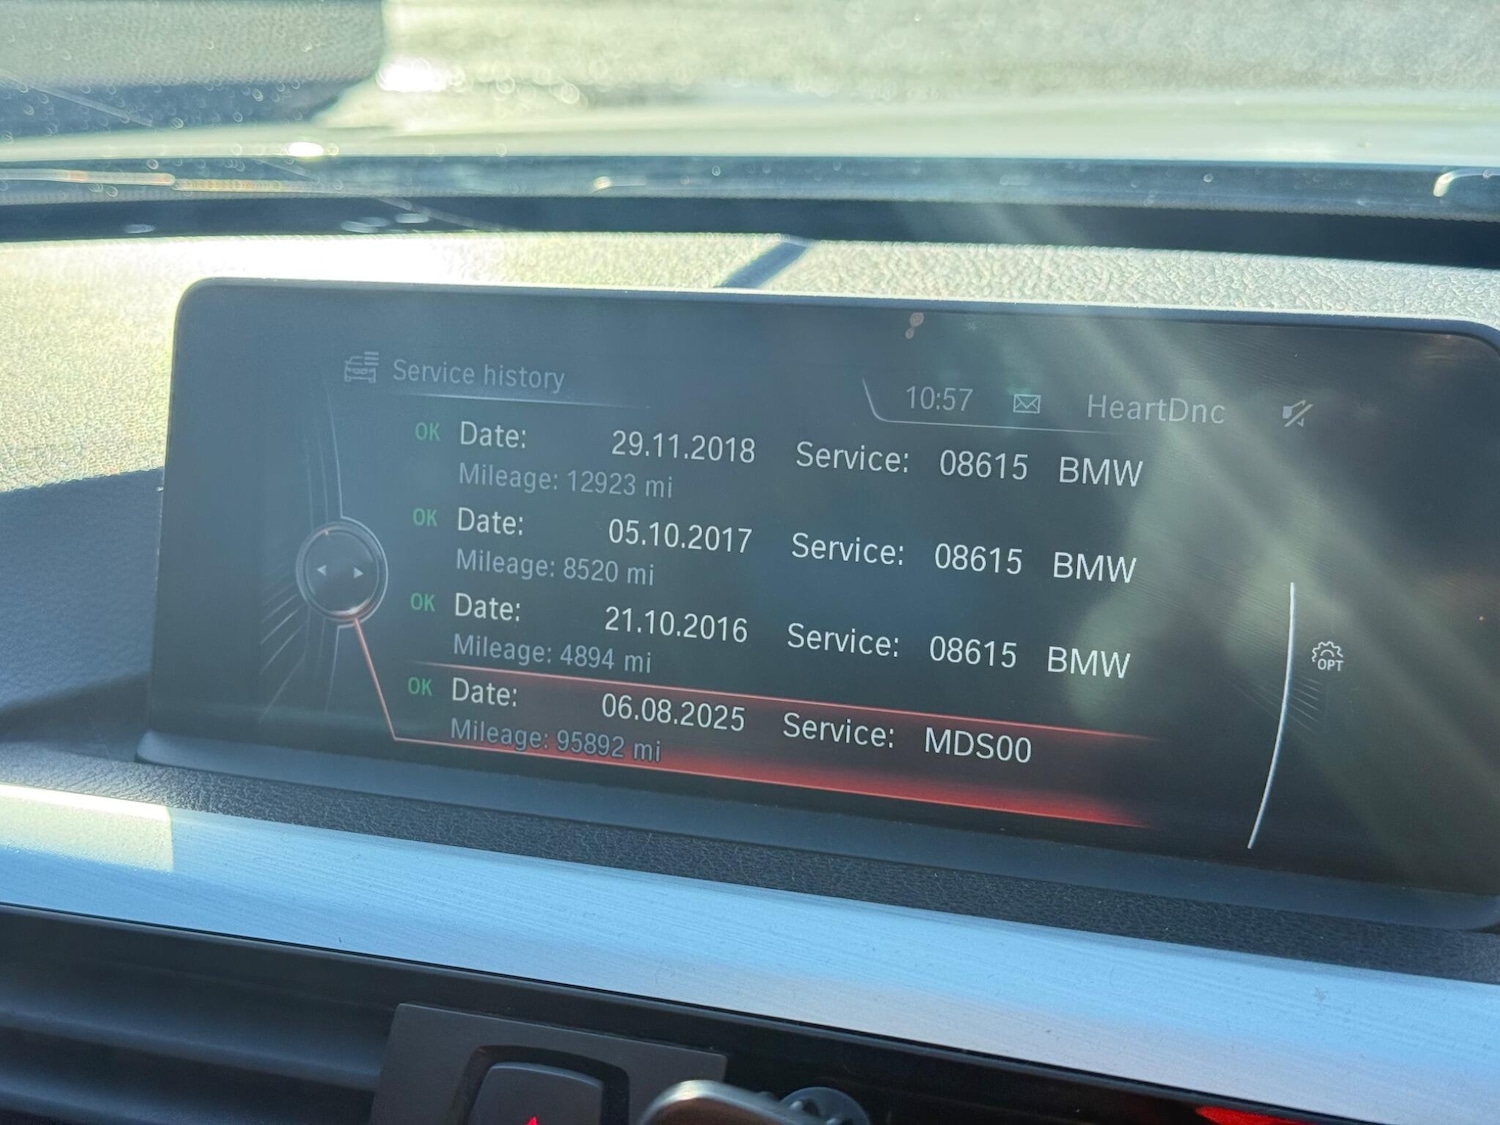 Service history
10:57 HeartDnc
OK Date: 29.11.2018 Service: 08615 BMW
Mileage: 12923 mi
OK Date: 05.10.2017 Service: 08615 BMW
Mileage: 8520 mi
OK Date: 21.10.2016 Service: 08615 BMW
Mileage: 4894 mi
OPT
OK Date: 06.08.2025 Service: MDS00
Mileage: 95892 mi